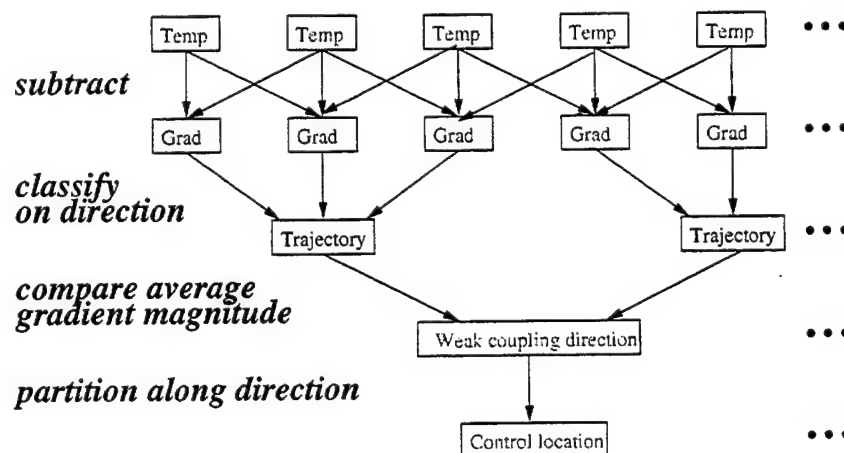 Temp Temp Temp Temp Temp •••
subtract
Grad Grad Grad Grad Grad •••
classify
on direction
Trajectory Trajectory •••
compare average
gradient magnitude
Weak coupling direction •••
partition along direction
Control location •••